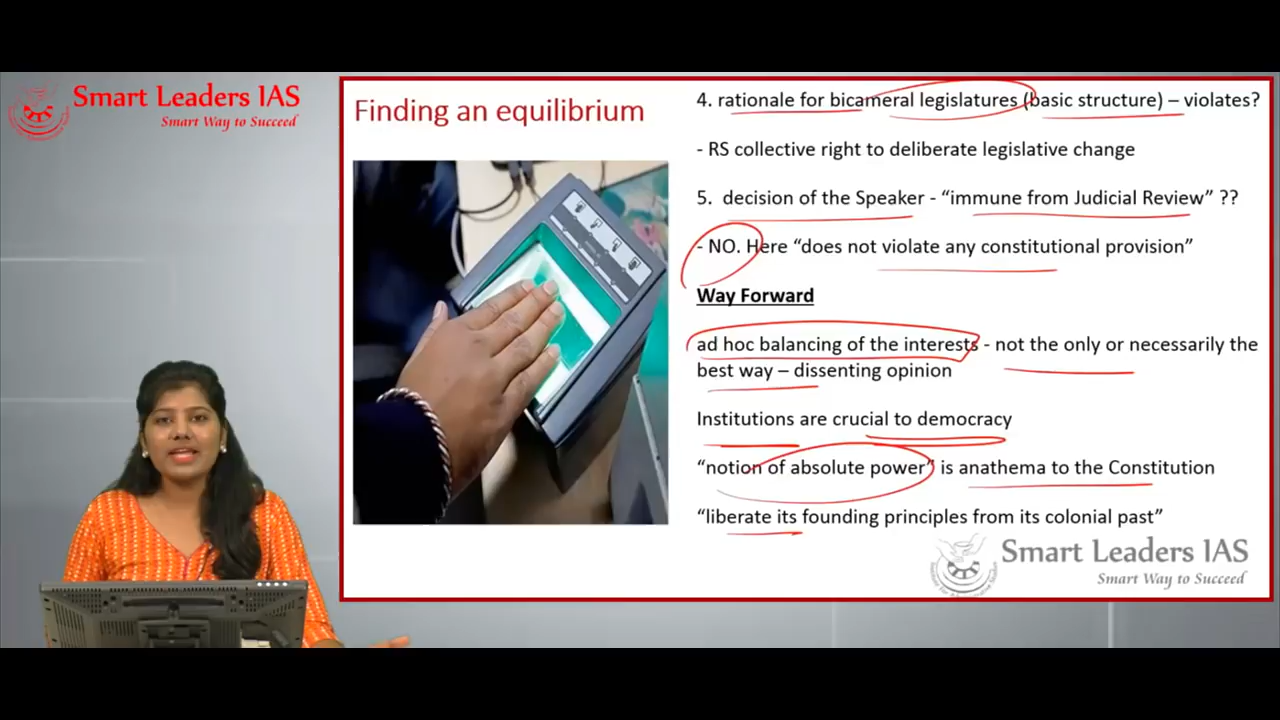 Smart Leaders IAS
Smart Way to Succeed
Finding an equilibrium
4. rationale for bicameral legislatures (basic structure) – violates?
- RS collective right to deliberate legislative change
5. decision of the Speaker - “immune from Judicial Review” ??
- NO. Here “does not violate any constitutional provision”
Way Forward
ad hoc balancing of the interests - not the only or necessarily the
best way – dissenting opinion
Institutions are crucial to democracy
“notion of absolute power” is anathema to the Constitution
“liberate its founding principles from its colonial past”
Smart Leaders IAS
Smart Way to Succeed